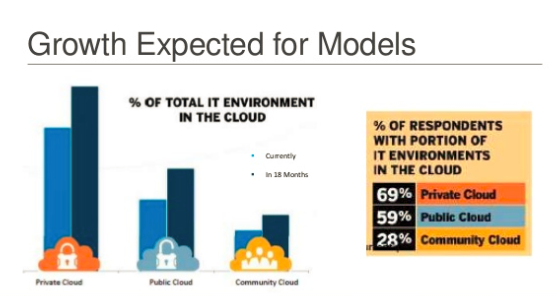 Growth Expected for Models
% OF TOTAL IT ENVIRONMENT
IN THE CLOUD
Currently
In 18 Months
Private Cloud
Public Cloud
Community Cloud
% OF RESPONDENTS
WITH PORTION OF
IT ENVIRONMENTS
IN THE CLOUD
69% Private Cloud
59% Public Cloud
28% Community Cloud